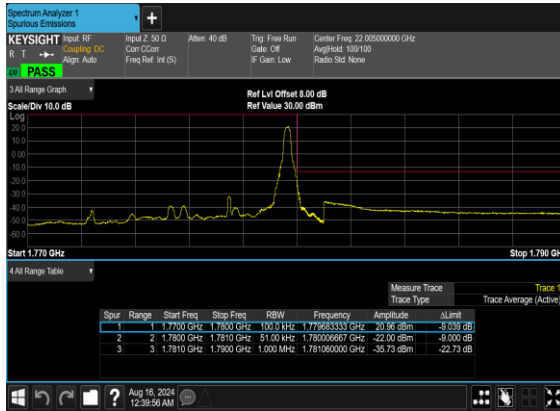 Spectrum Analyzer 1
Spurious Emissions
KEYSIGHT Input: RF Input Z: 50 Ω Atten: 40 dB Trig: Free Run Center Freq: 22.005000000 GHz
R T Coupling: DC Corr CCorr Gate: Off Avg|Hold: 100/100
Align: Auto Freq Ref: Int (S) IF Gain: Low Radio Std: None
LVI PASS
3 All Range Graph
Ref Lvl Offset 8.00 dB
Scale/Div 10.0 dB Ref Value 30.00 dBm
Log
20.0
10.0
0.00
-10.0
-20.0
-30.0
-40.0
-50.0
-60.0
Start 1.770 GHz Stop 1.790 GH
4 All Range Table
Measure Trace Trace 1
Trace Type Trace Average (Active)
Spur Range Start Freq Stop Freq RBW Frequency Amplitude ΔLimit
1 1 1.7700 GHz 1.7800 GHz 100.0 kHz 1.779683333 GHz 20.96 dBm -9.039 dB
2 2 1.7800 GHz 1.7810 GHz 51.00 kHz 1.780006667 GHz -22.00 dBm -9.000 dB
3 3 1.7810 GHz 1.7900 GHz 1.000 MHz 1.781060000 GHz -35.73 dBm -22.73 dB
? Aug 16, 2024
12:39:56 AM